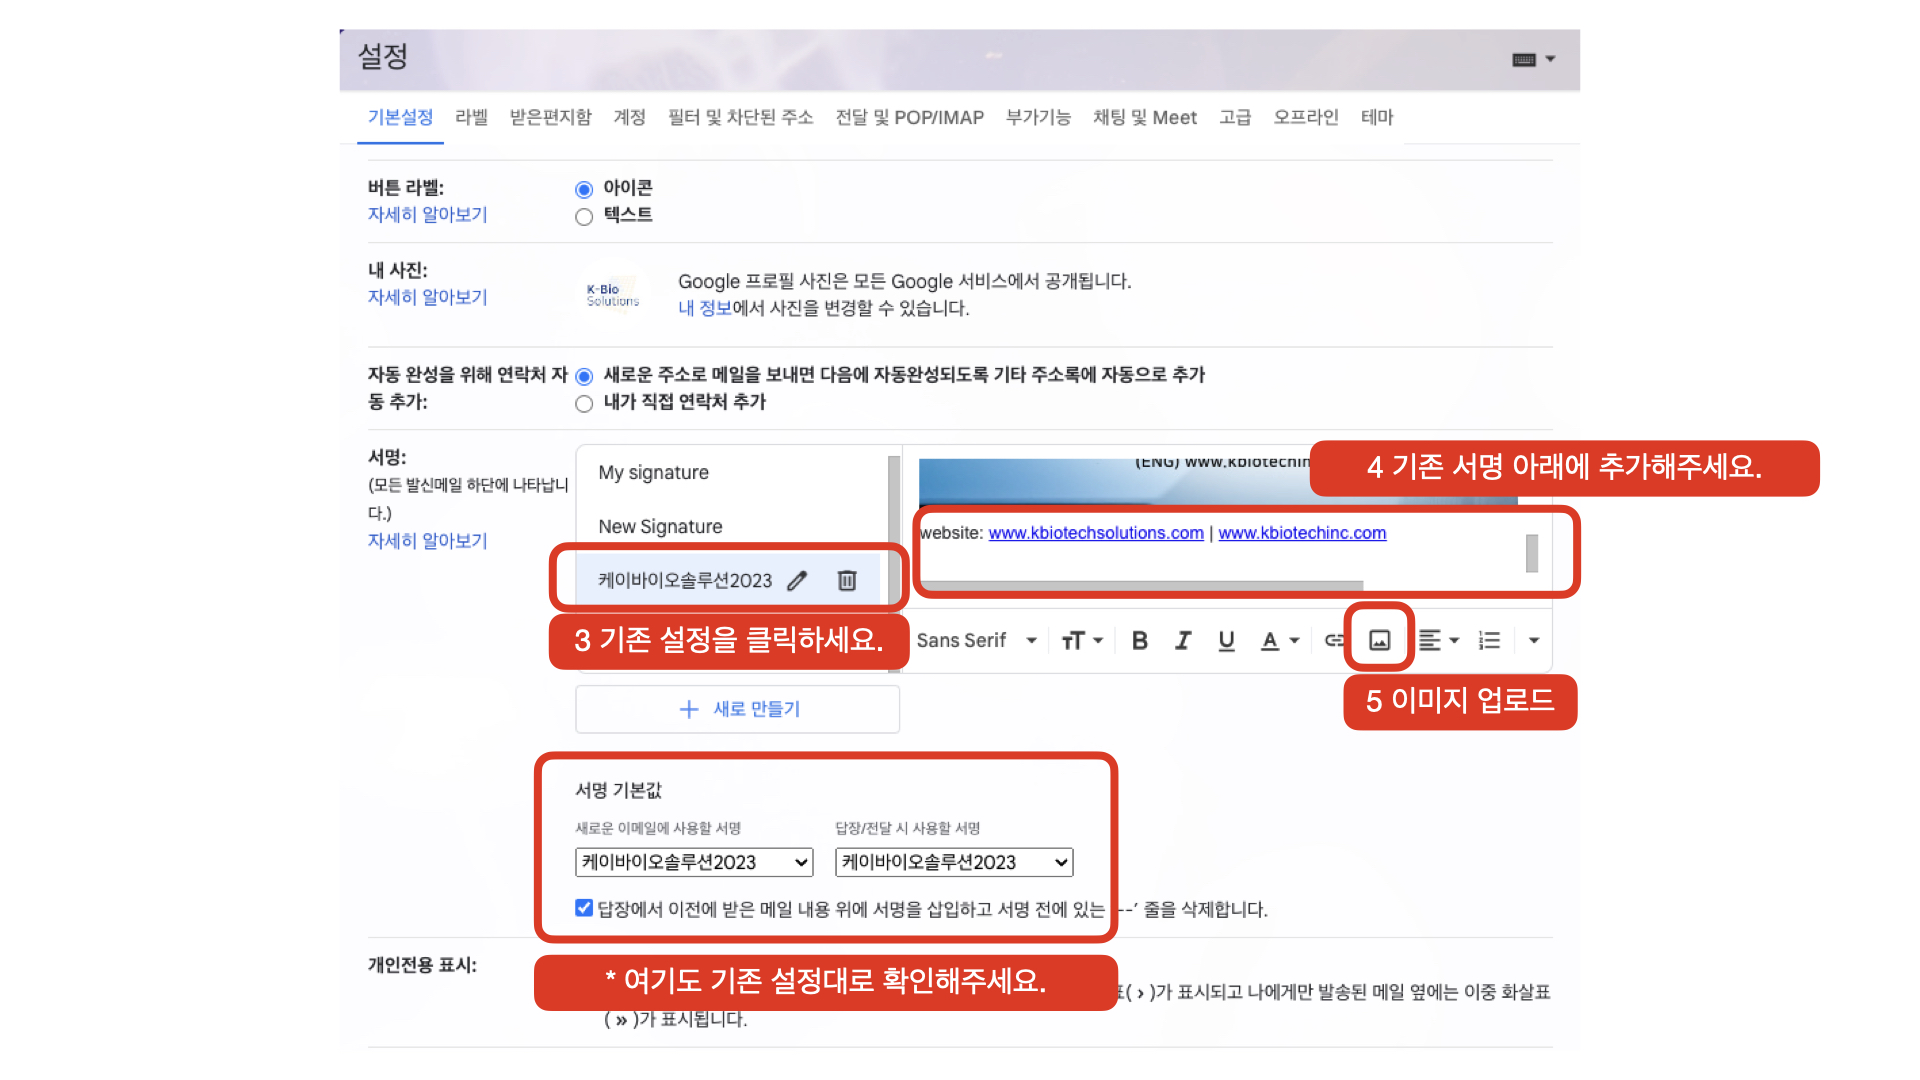 설정
기본설정 라벨 받은편지함 계정 필터 및 차단된 주소 전달 및 POP/IMAP 부가기능 채팅 및 Meet 고급 오프라인 테마
버튼 라벨:
자세히 알아보기
아이콘
텍스트
내 사진:
자세히 알아보기
K-Bio
Solutions
Google 프로필 사진은 모든 Google 서비스에서 공개됩니다.
내 정보에서 사진을 변경할 수 있습니다.
자동 완성을 위해 연락처 자
동 추가:
새로운 주소로 메일을 보내면 다음에 자동완성되도록 기타 주소록에 자동으로 추가
내가 직접 연락처 추가
서명:
(모든 발신메일 하단에 나타납니
다.)
자세히 알아보기
My signature
New Signature
케이바이오솔루션2023
3 기존 설정을 클릭하세요.
(ENG) www.kbiotechin
4 기존 서명 아래에 추가해주세요.
website: www.kbiotechsolutions.com | www.kbiotechinc.com
Sans Serif
5 이미지 업로드
새로 만들기
서명 기본값
새로운 이메일에 사용할 서명
케이바이오솔루션2023
답장/전달 시 사용할 서명
케이바이오솔루션2023
답장에서 이전에 받은 메일 내용 위에 서명을 삽입하고 서명 전에 있는 --' 줄을 삭제합니다.
* 여기도 기존 설정대로 확인해주세요.
개인전용 표시:
( › )가 표시되고 나에게만 발송된 메일 옆에는 이중 화살표
( » )가 표시됩니다.